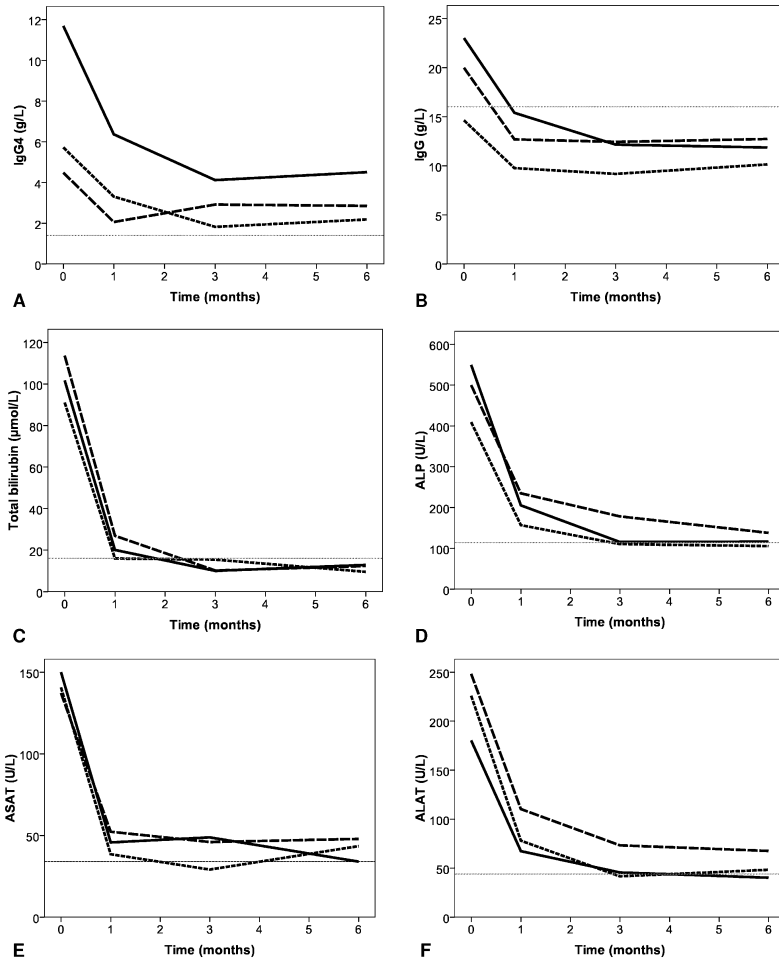 IgG4 (g/L)
12
10
8
6
4
2
0
0 1 2 3 4 5 6
Time (months)
A
IgG (g/L)
25
20
15
10
5
0
0 1 2 3 4 5 6
Time (months)
B
Total bilirubin (µmol/L)
120
100
80
60
40
20
0
0 1 2 3 4 5 6
Time (months)
C
ALP (U/L)
600
500
400
300
200
100
0
0 1 2 3 4 5 6
Time (months)
D
ASAT (U/L)
150
100
50
0
0 1 2 3 4 5 6
Time (months)
E
ALAT (U/L)
250
200
150
100
50
0
0 1 2 3 4 5 6
Time (months)
F